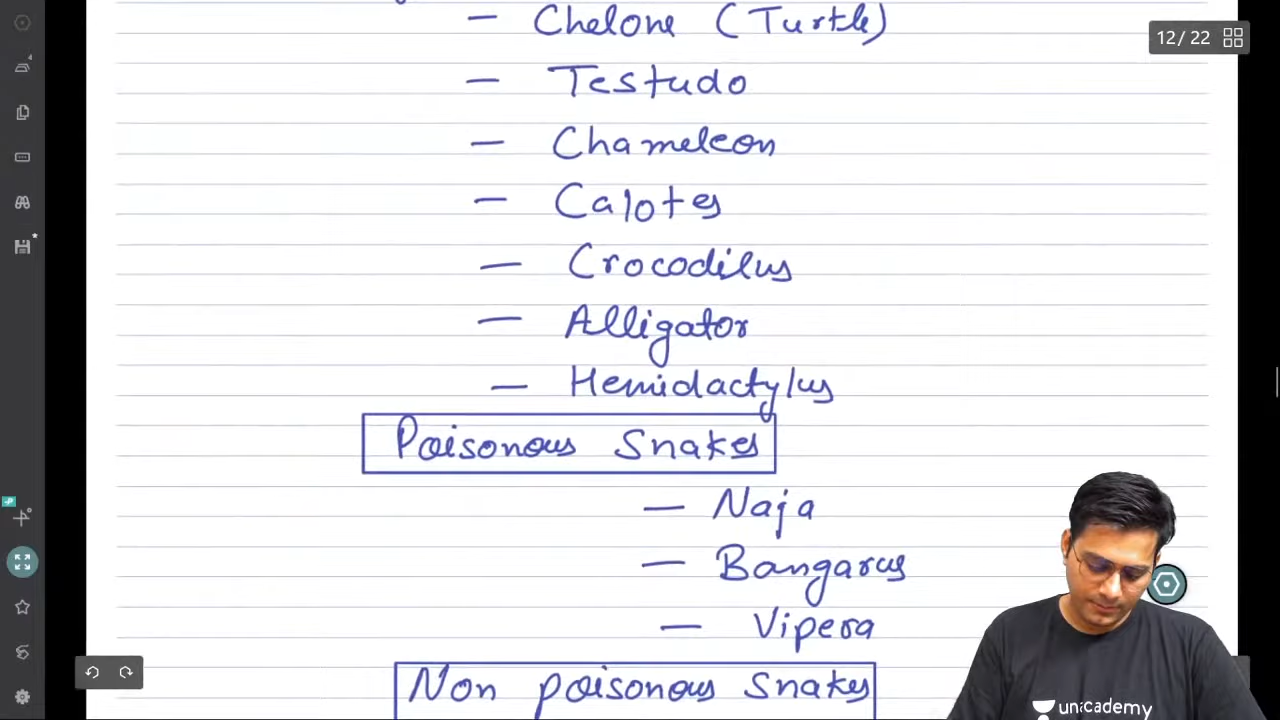 — Chelone (Turtle)
12/22
— Testudo
— Chameleon
— Calotes
— Crocodilus
— Alligator
— Hemidactylus
Poisonous Snakes
— Naja
— Bangarus
— Vipera
Non poisonous snakes
unacademy